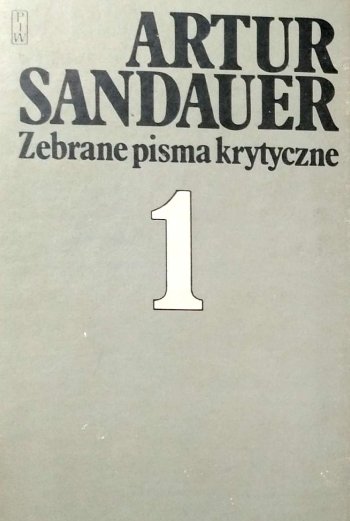 PIW
ARTUR
SANDAUER
Zebrane pisma krytyczne
1